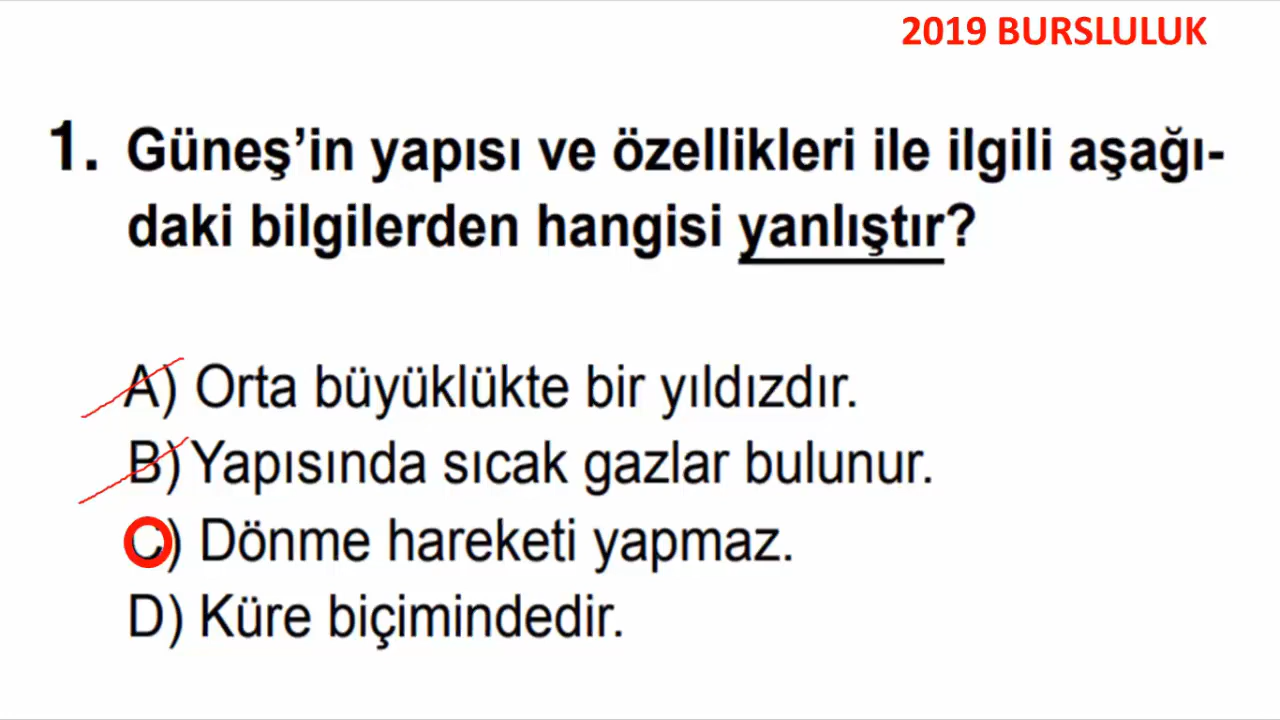 2019 BURSLULUK
1. Güneş’in yapısı ve özellikleri ile ilgili aşağı-
daki bilgilerden hangisi yanlıştır?
A) Orta büyüklükte bir yıldızdır.
B) Yapısında sıcak gazlar bulunur.
C) Dönme hareketi yapmaz.
D) Küre biçimindedir.